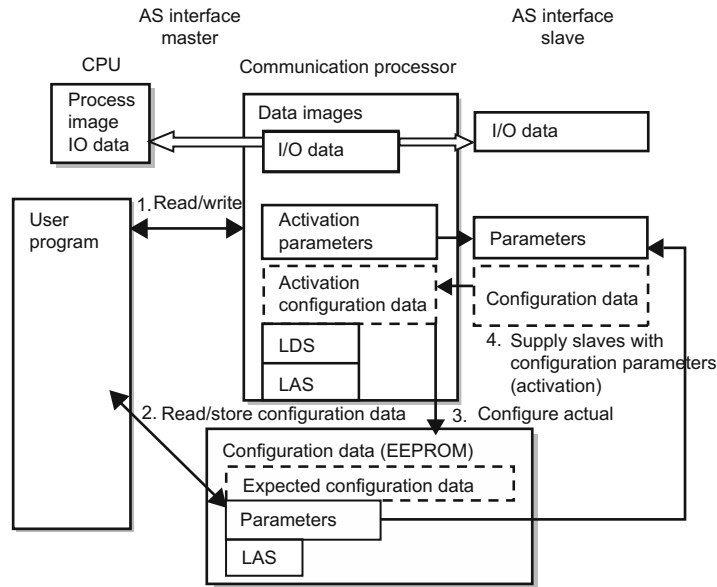 AS interface
master
AS interface
slave
CPU
Communication processor
Process
image
IO data
Data images
I/O data
I/O data
1. Read/write
User
program
Activation
parameters
Parameters
Activation
configuration data
Configuration data
LDS
LAS
4. Supply slaves with
configuration parameters
(activation)
2. Read/store configuration data
3. Configure actual
Configuration data (EEPROM)
Expected configuration data
Parameters
LAS